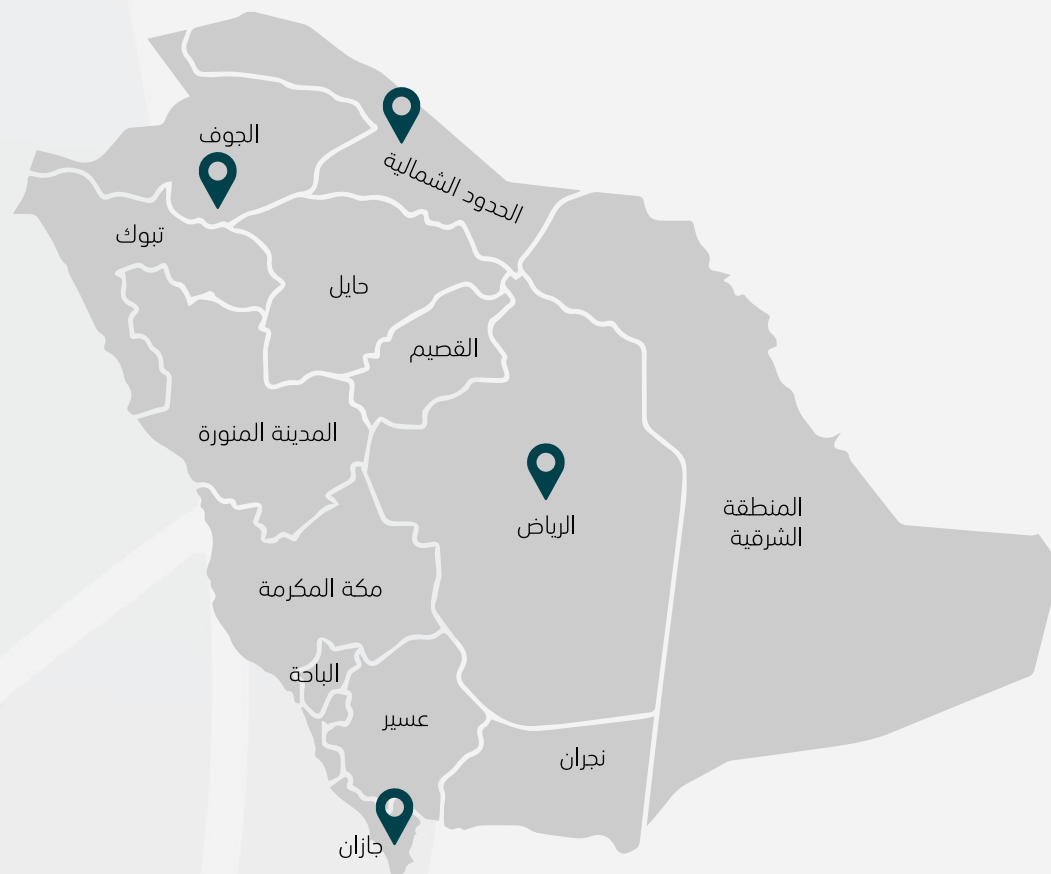 الجوف
الحدود الشمالية
تبوك
حايل
القصيم
المدينة المنورة
المنطقة
الشرقية
الرياض
مكة المكرمة
الباحة
عسير
نجران
جازان